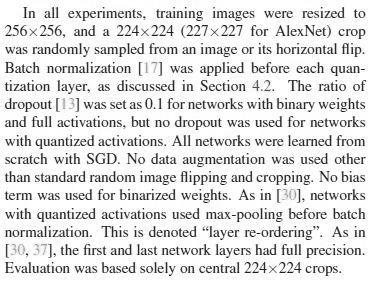 In all experiments, training images were resized to
256×256, and a 224×224 (227×227 for AlexNet) crop
was randomly sampled from an image or its horizontal flip.
Batch normalization [17] was applied before each quan-
tization layer, as discussed in Section 4.2. The ratio of
dropout [13] was set as 0.1 for networks with binary weights
and full activations, but no dropout was used for networks
with quantized activations. All networks were learned from
scratch with SGD. No data augmentation was used other
than standard random image flipping and cropping. No bias
term was used for binarized weights. As in [30], networks
with quantized activations used max-pooling before batch
normalization. This is denoted “layer re-ordering”. As in
[30, 37], the first and last network layers had full precision.
Evaluation was based solely on central 224×224 crops.